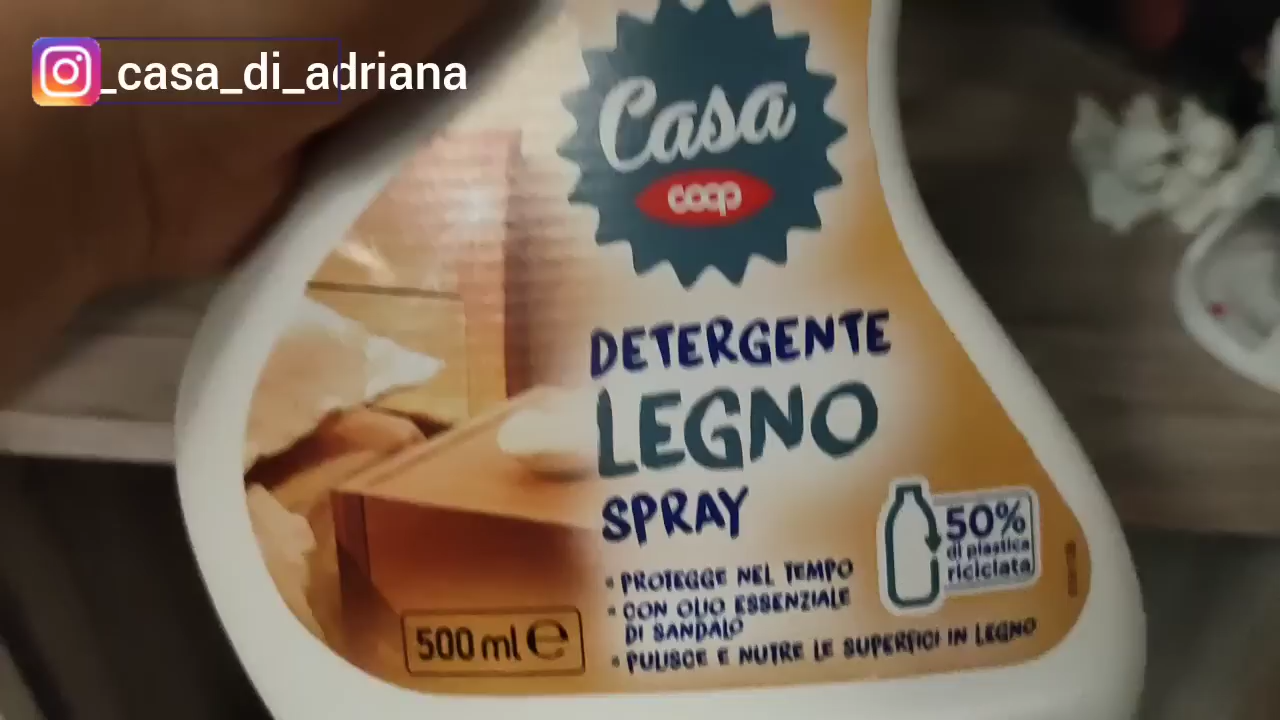 _casa_di_adriana
Casa
coop
DETERGENTE
LEGNO
SPRAY
50%
di plastica
riciclata
• PROTEGGE NEL TEMPO
• CON OLIO ESSENZIALE
DI SANDALO
• PULISCE E NUTRE LE SUPERFICI IN LEGNO
500 ml e